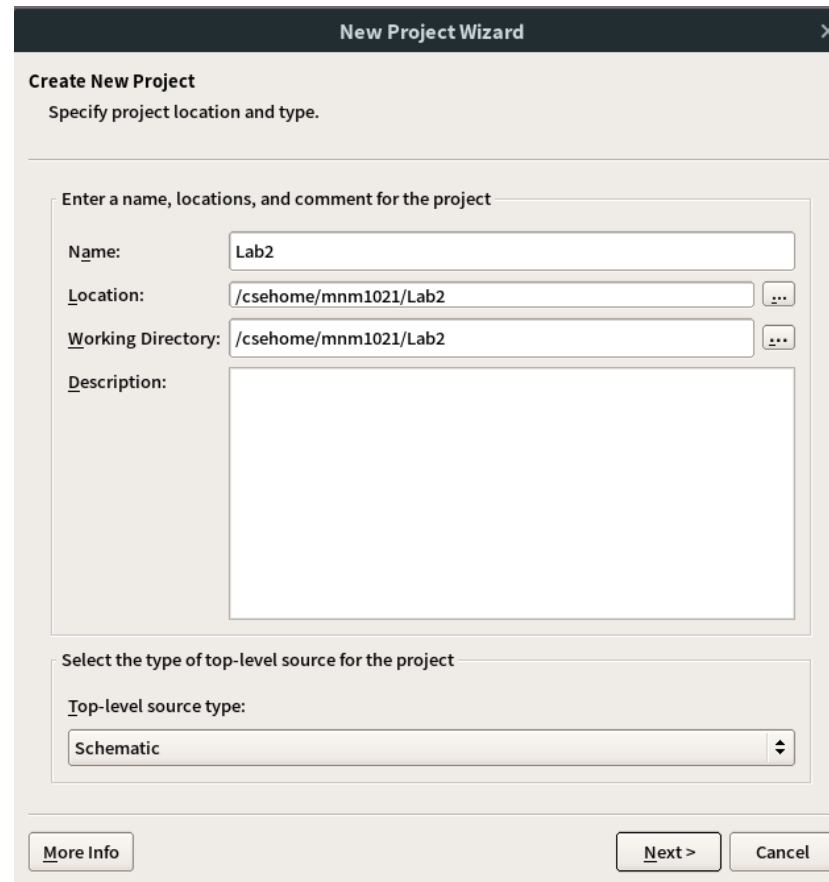 New Project Wizard
Create New Project
Specify project location and type.
Enter a name, locations, and comment for the project
Name: Lab2
Location: /csehome/mnm1021/Lab2 ...
Working Directory: /csehome/mnm1021/Lab2 ...
Description:
Select the type of top-level source for the project
Top-level source type:
Schematic
More Info Next > Cancel